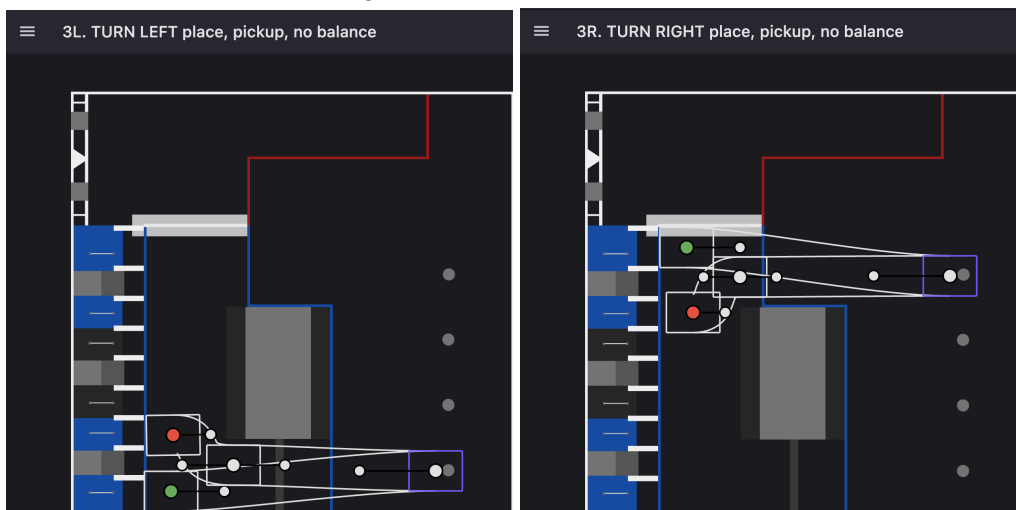 3L. TURN LEFT place, pickup, no balance
3R. TURN RIGHT place, pickup, no balance